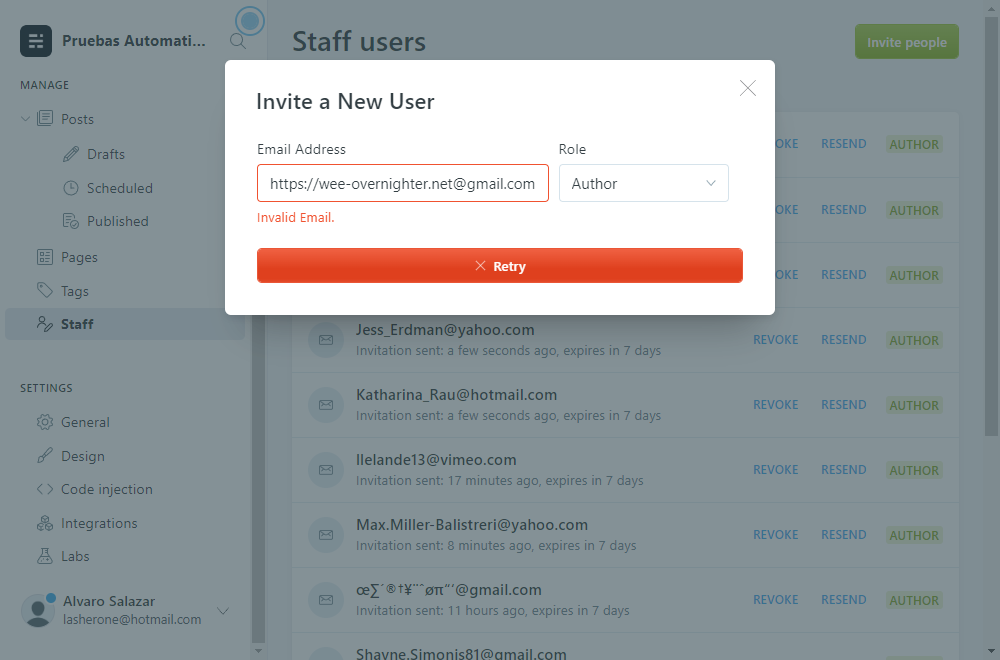 Pruebas Automati...
Staff users
Invite people
MANAGE
Posts
Drafts
Scheduled
Published
Pages
Tags
Staff
SETTINGS
General
Design
Code injection
Integrations
Labs
Alvaro Salazar
lasherone@hotmail.com
Invite a New User
Email Address
Role
https://wee-overnighter.net@gmail.com
Author
Invalid Email.
Retry
OKE RESEND AUTHOR
OKE RESEND AUTHOR
OKE RESEND AUTHOR
Jess_Erdman@yahoo.com
Invitation sent: a few seconds ago, expires in 7 days
REVOKE RESEND AUTHOR
Katharina_Rau@hotmail.com
Invitation sent: a few seconds ago, expires in 7 days
REVOKE RESEND AUTHOR
llelande13@vimeo.com
Invitation sent: 17 minutes ago, expires in 7 days
REVOKE RESEND AUTHOR
Max.Miller-Balistreri@yahoo.com
Invitation sent: 8 minutes ago, expires in 7 days
REVOKE RESEND AUTHOR
œ∑´®†¥¨ˆøπ“‘@gmail.com
Invitation sent: 11 hours ago, expires in 7 days
REVOKE RESEND AUTHOR
Shayne.Simonis81@gmail.com